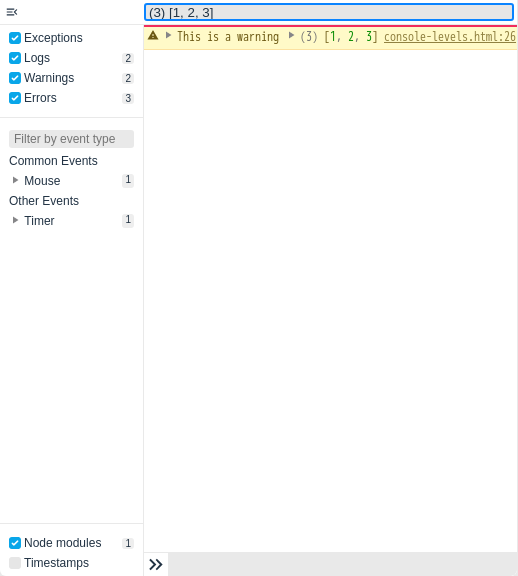 (3) [1, 2, 3]
Exceptions
Logs 2
Warnings 2
Errors 3
Filter by event type
Common Events
Mouse 1
Other Events
Timer 1
Node modules 1
Timestamps
This is a warning (3) [1, 2, 3] console-levels.html:26